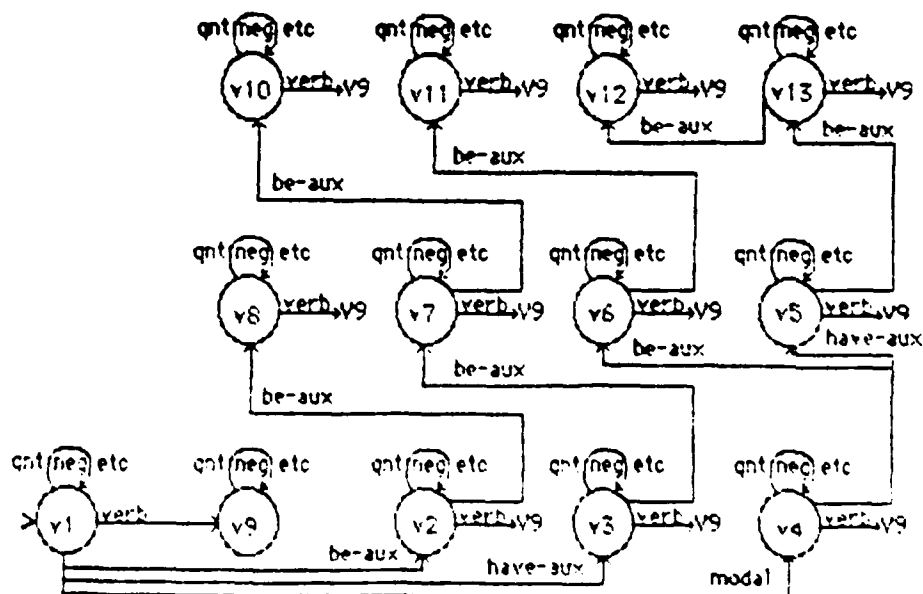 qnt neg etc qnt neg etc qnt neg etc qnt neg etc
v10 verb V9 v11 verb V9 v12 verb V9 v13 verb V9
be-aux be-aux
be-aux
be-aux
qnt neg etc qnt neg etc qnt neg etc qnt neg etc
v8 verb V9 v7 verb V9 v6 verb V9 v5 verb V9
have-aux
be-aux be-aux
be-aux
qnt neg etc qnt neg etc qnt neg etc qnt neg etc qnt neg etc
v1 verb v9 v2 verb V9 v3 verb V9 v4 verb V9
be-aux have-aux
modal